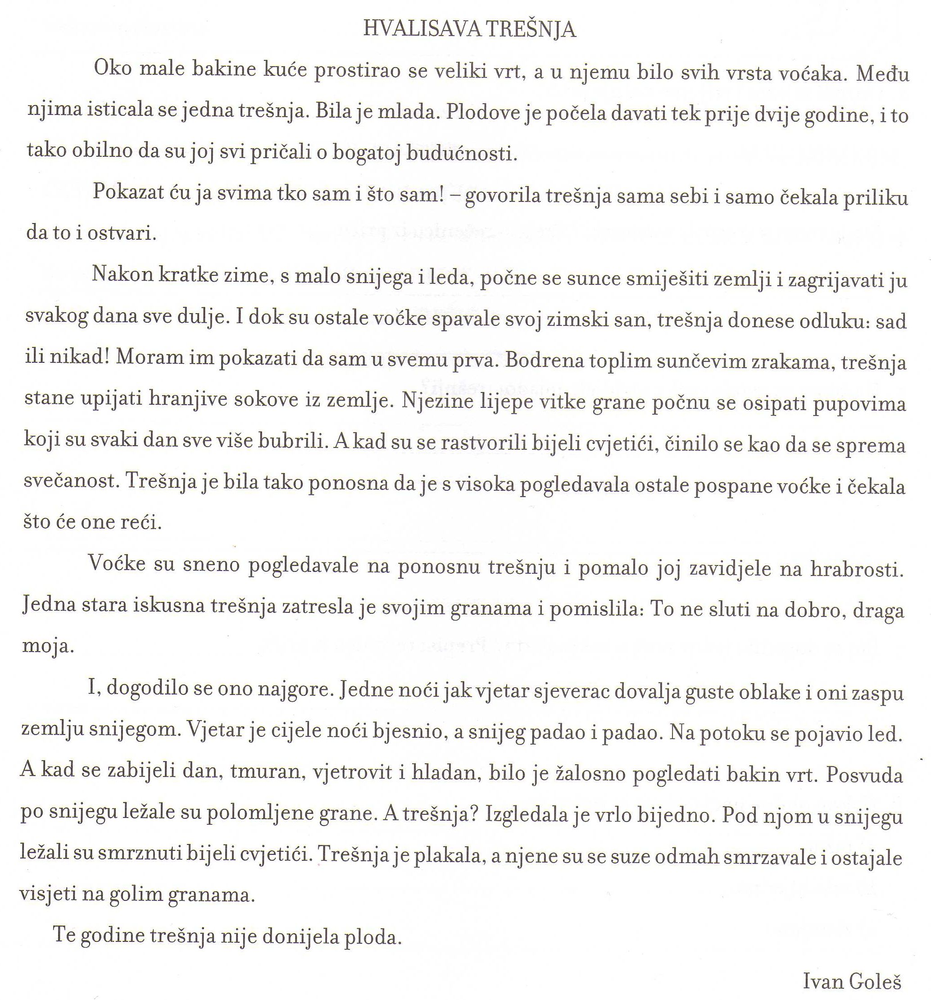 HVALISAVA TREŠNJA
Oko male bakine kuće prostirao se veliki vrt, a u njemu bilo svih vrsta voćaka. Među
njima isticala se jedna trešnja. Bila je mlada. Plodove je počela davati tek prije dvije godine, i to
tako obilno da su joj svi pričali o bogatoj budućnosti.
Pokazat ću ja svima tko sam i što sam! – govorila trešnja sama sebi i samo čekala priliku
da to i ostvari.
Nakon kratke zime, s malo snijega i leda, počne se sunce smiješiti zemlji i zagrijavati ju
svakog dana sve dulje. I dok su ostale voćke spavale svoj zimski san, trešnja donese odluku: sad
ili nikad! Moram im pokazati da sam u svemu prva. Bodrena toplim sunčevim zrakama, trešnja
stane upijati hranjive sokove iz zemlje. Njezine lijepe vitke grane počnu se osipati pupovima
koji su svaki dan sve više bubrili. A kad su se rastvorili bijeli cvjetići, činilo se kao da se sprema
svečanost. Trešnja je bila tako ponosna da je s visoka pogledavala ostale pospane voćke i čekala
što će one reći.
Voćke su sneno pogledavale na ponosnu trešnju i pomalo joj zavidjele na hrabrosti.
Jedna stara iskusna trešnja zatresla je svojim granama i pomislila: To ne sluti na dobro, draga
moja.
I, dogodilo se ono najgore. Jedne noći jak vjetar sjeverac dovalja guste oblake i oni zaspu
zemlju snijegom. Vjetar je cijele noći bjesnio, a snijeg padao i padao. Na potoku se pojavio led.
A kad se zabijeli dan, tmuran, vjetrovit i hladan, bilo je žalosno pogledati bakin vrt. Posvuda
po snijegu ležale su polomljene grane. A trešnja? Izgledala je vrlo bijedno. Pod njom u snijegu
ležali su smrznuti bijeli cvjetići. Trešnja je plakala, a njene su se suze odmah smrzavale i ostajale
visjeti na golim granama.
Te godine trešnja nije donijela ploda.
Ivan Goleš